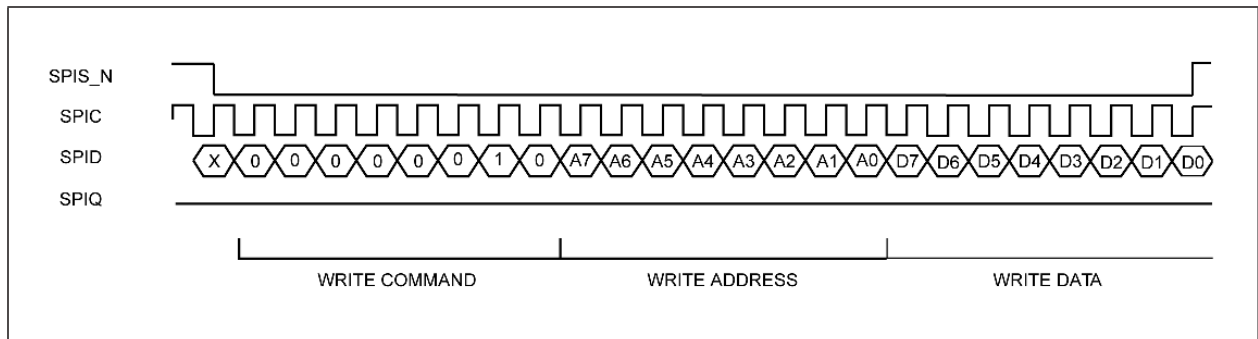 SPIS_N
SPIC
SPID X 0 0 0 0 0 0 1 0 A7 A6 A5 A4 A3 A2 A1 A0 D7 D6 D5 D4 D3 D2 D1 D0
SPIQ
WRITE COMMAND WRITE ADDRESS WRITE DATA